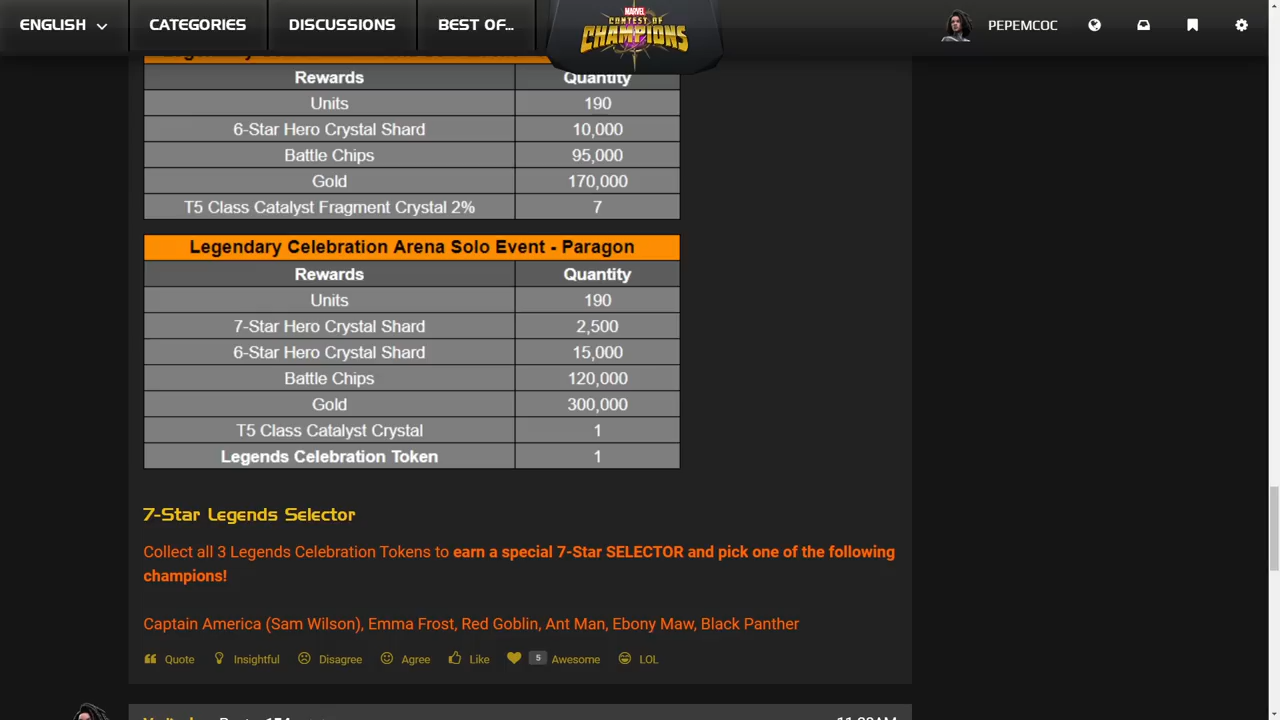 ENGLISH CATEGORIES DISCUSSIONS BEST OF... MARVEL CONTEST OF CHAMPIONS PEPEMCOC
Rewards Quantity
Units 190
6-Star Hero Crystal Shard 10,000
Battle Chips 95,000
Gold 170,000
T5 Class Catalyst Fragment Crystal 2% 7
Legendary Celebration Arena Solo Event - Paragon
Rewards Quantity
Units 190
7-Star Hero Crystal Shard 2,500
6-Star Hero Crystal Shard 15,000
Battle Chips 120,000
Gold 300,000
T5 Class Catalyst Crystal 1
Legends Celebration Token 1
7-Star Legends Selector
Collect all 3 Legends Celebration Tokens to earn a special 7-Star SELECTOR and pick one of the following
champions!
Captain America (Sam Wilson), Emma Frost, Red Goblin, Ant Man, Ebony Maw, Black Panther
Quote Insightful Disagree Agree Like 5 Awesome LOL